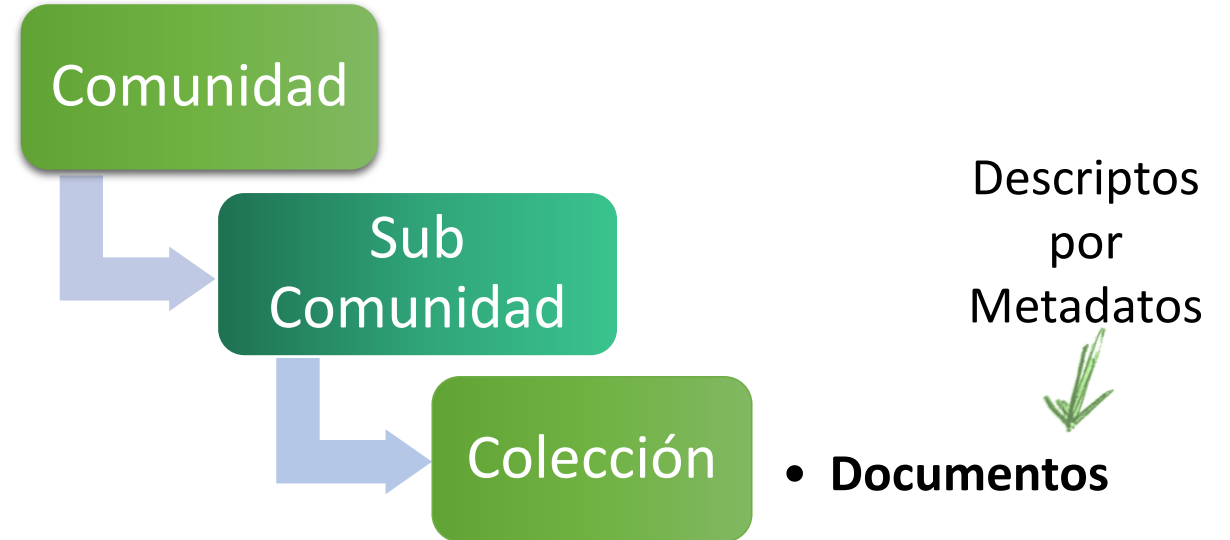 Comunidad
Sub
Comunidad
Colección
Descriptos
por
Metadatos
• Documentos